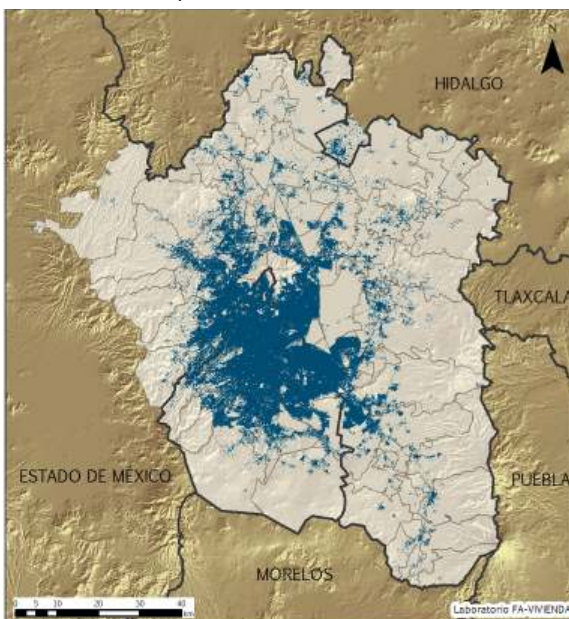 N
HIDALGO
TLAXCALA
ESTADO DE MÉXICO
PUEBLA
MORELOS
0 5 10 20 30 40
km
Laboratorio FA-VIVIENDA